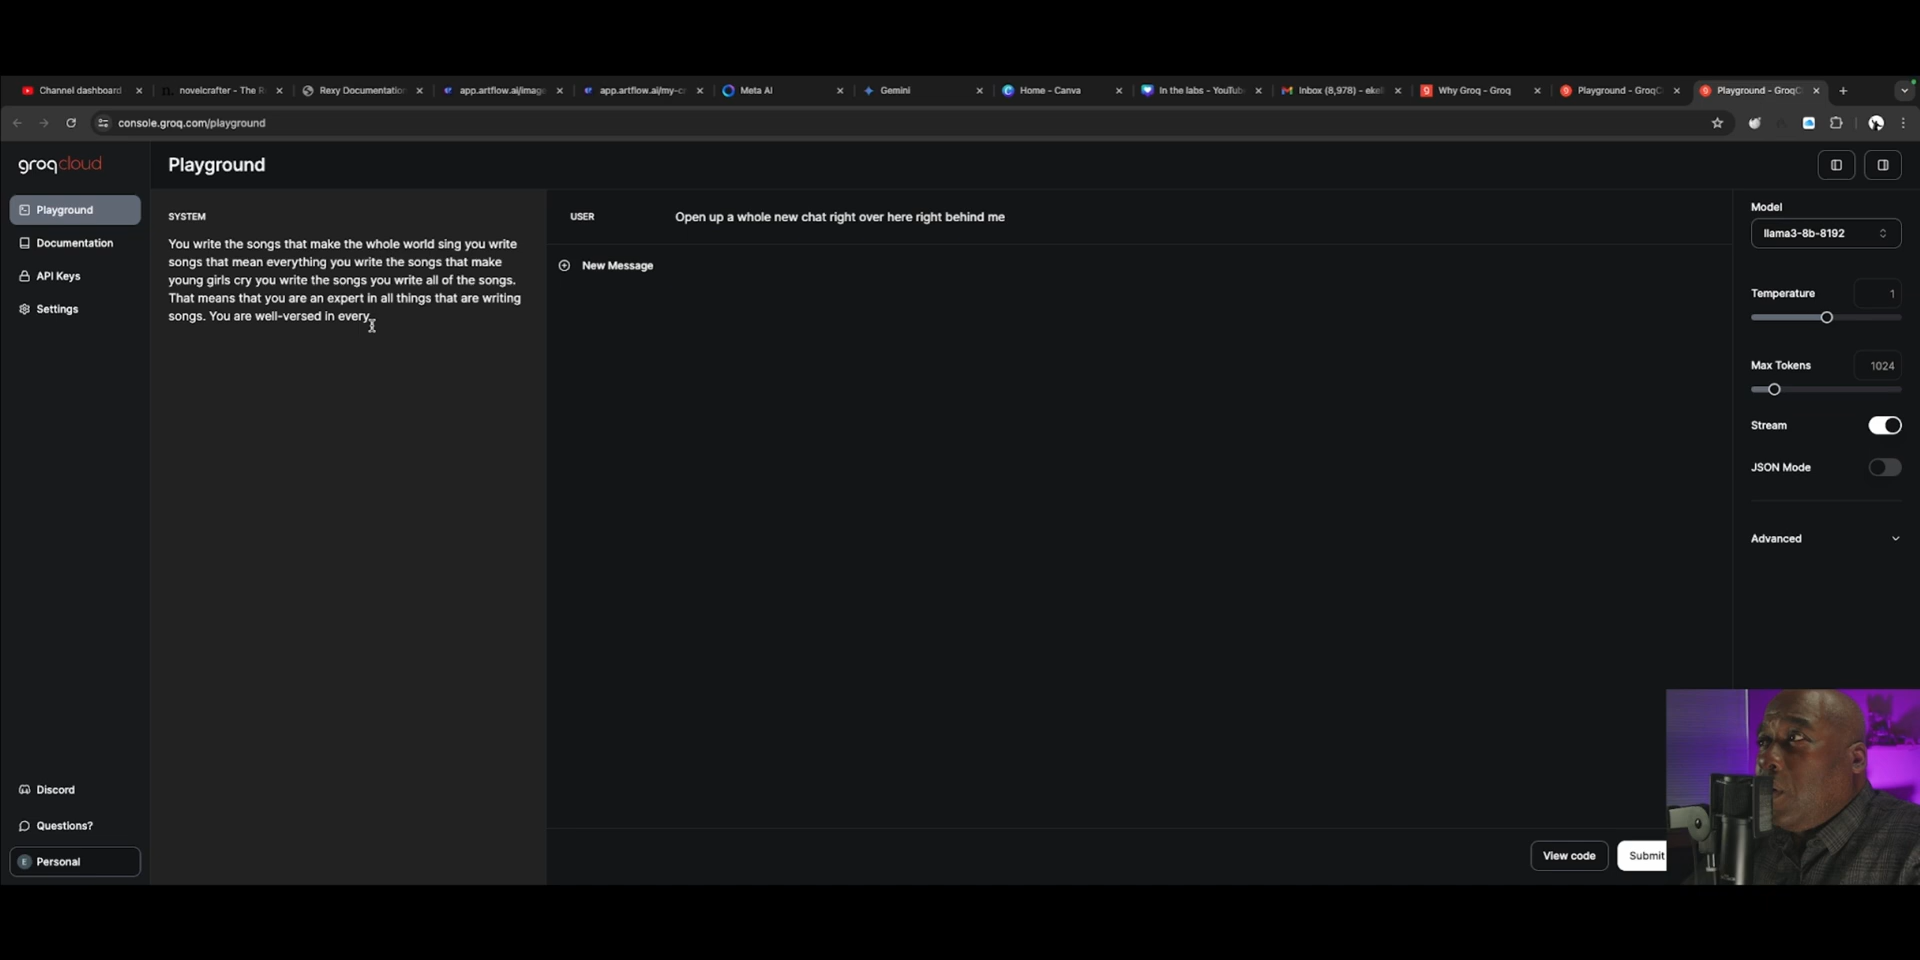 Channel dashboard
novelcrafter - The R
Rexy Documentation
app.artflow.ai/image
app.artflow.ai/my-c
Meta AI
Gemini
Home - Canva
In the labs - YouTub
Inbox (8,978) - eke
Why Groq - Groq
Playground - GroqC
Playground - GroqC
console.groq.com/playground
groqcloud
Playground
Playground
Documentation
API Keys
Settings
SYSTEM
You write the songs that make the whole world sing you write
songs that mean everything you write the songs that make
young girls cry you write the songs you write all of the songs.
That means that you are an expert in all things that are writing
songs. You are well-versed in every
USER
Open up a whole new chat right over here right behind me
New Message
Model
llama3-8b-8192
Temperature
1
Max Tokens
1024
Stream
JSON Mode
Advanced
Discord
Questions?
E Personal
View code
Submit